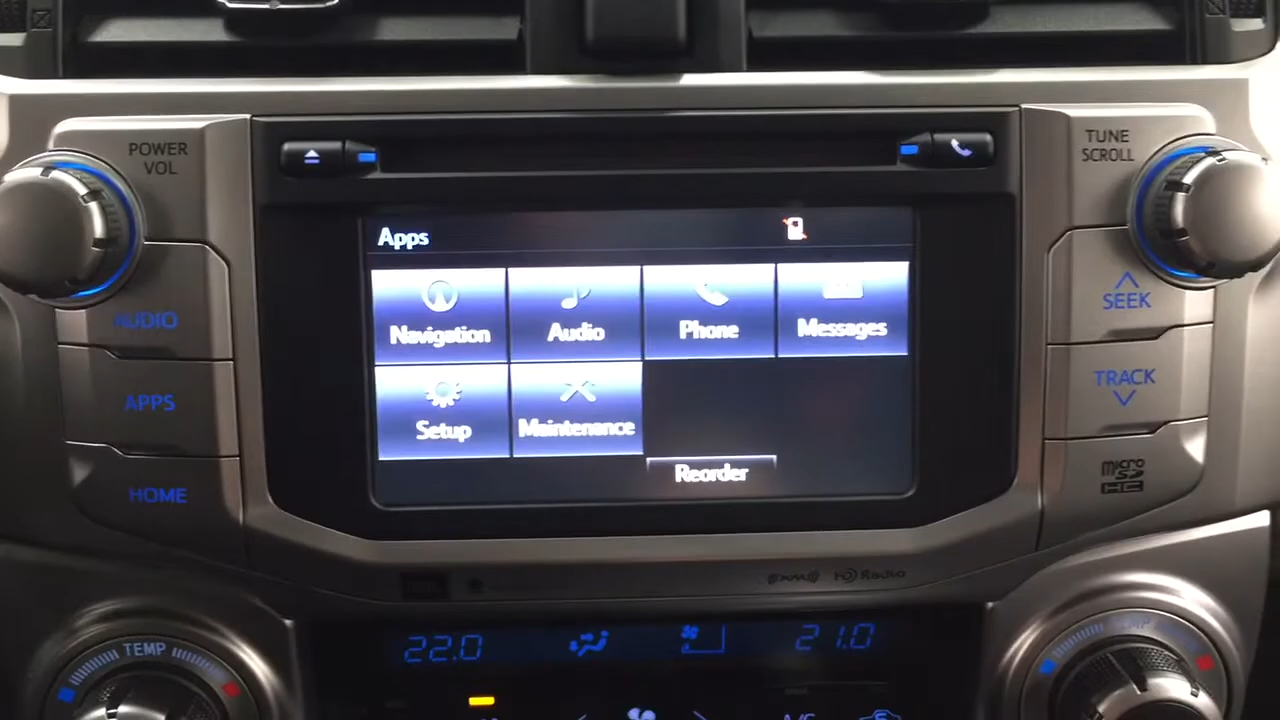 POWER
VOL
TUNE
SCROLL
Apps
Navigation
Audio
Phone
Messages
Setup
Maintenance
Reorder
AUDIO
APPS
HOME
SEEK
TRACK
micro
SD
HC
HD Radio
22.0
21.0
TEMP
TEMP
A/C